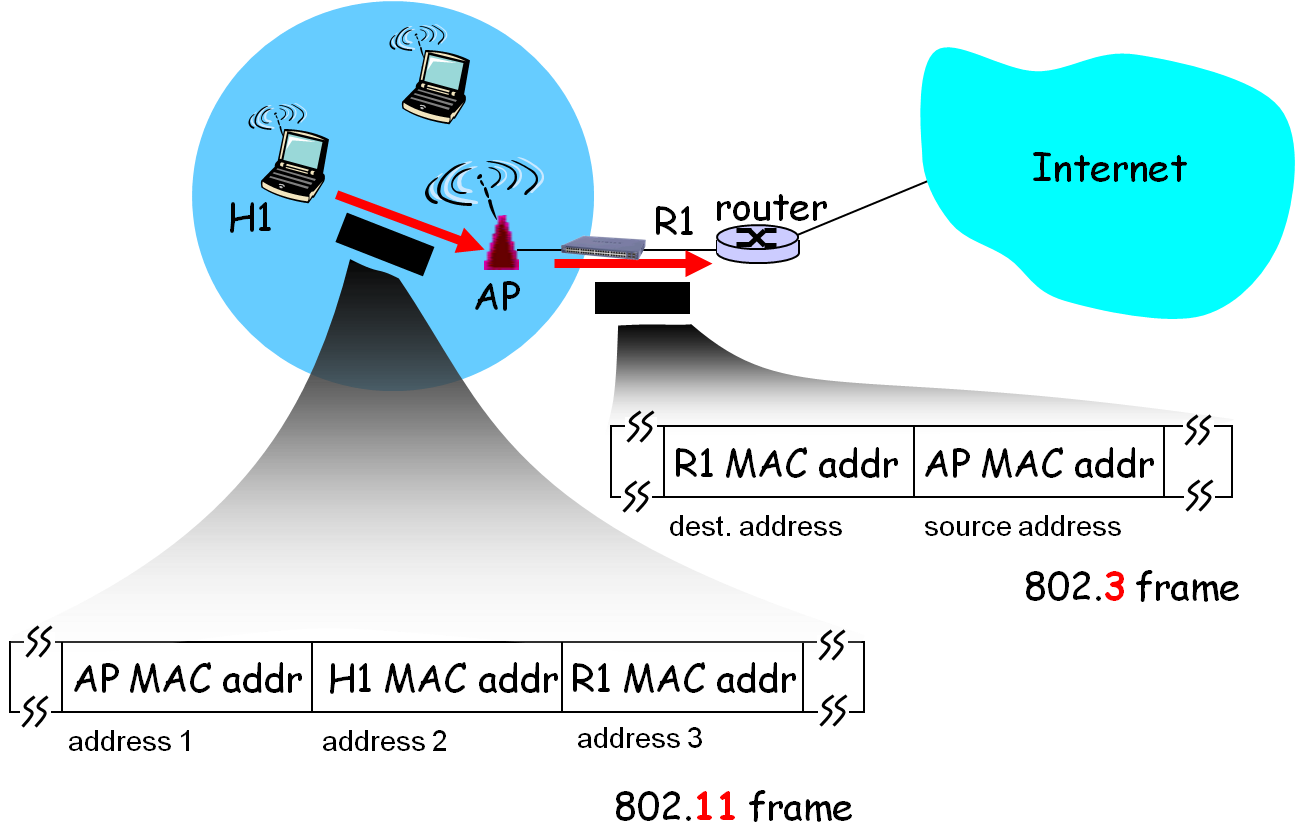 Internet
router
R1
H1
AP
R1 MAC addr AP MAC addr
dest. address source address
802.3 frame
AP MAC addr H1 MAC addr R1 MAC addr
address 1 address 2 address 3
802.11 frame